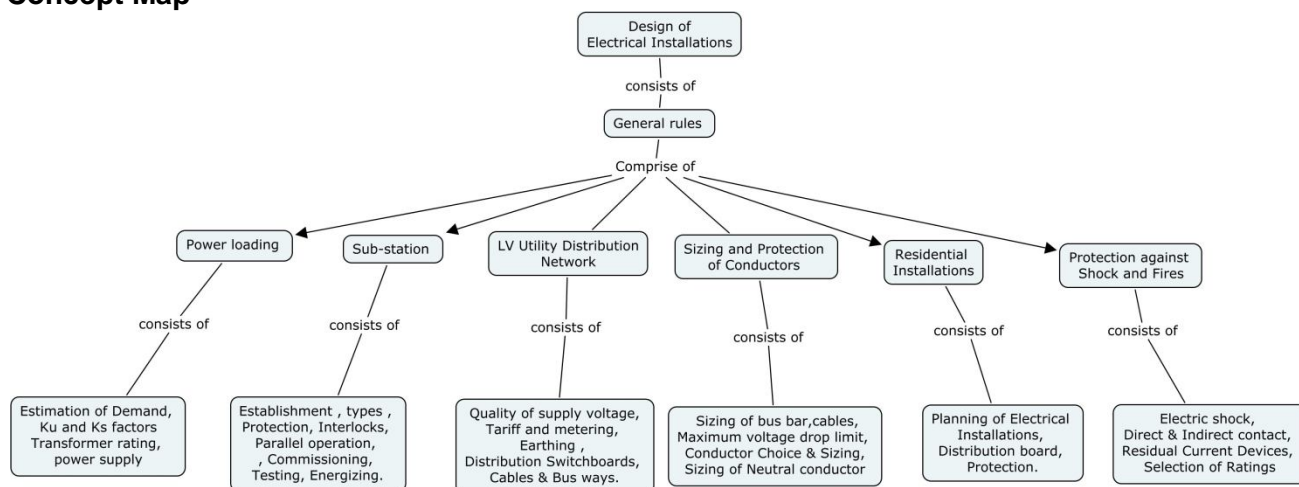 Concept Map
Design of
Electrical Installations
consists of
General rules
Comprise of
Power loading
Sub-station
LV Utility Distribution
Network
Sizing and Protection
of Conductors
Residential
Installations
Protection against
Shock and Fires
consists of
consists of
consists of
consists of
consists of
consists of
Estimation of Demand,
Ku and Ks factors
Transformer rating,
power supply
Establishment , types ,
Protection, Interlocks,
Parallel operation,
, Commissioning,
Testing, Energizing.
Quality of supply voltage,
Tariff and metering,
Earthing ,
Distribution Switchboards,
Cables & Bus ways.
Sizing of bus bar,cables,
Maximum voltage drop limit,
Conductor Choice & Sizing,
Sizing of Neutral conductor
Planning of Electrical
Installations,
Distribution board,
Protection.
Electric shock,
Direct & Indirect contact,
Residual Current Devices,
Selection of Ratings